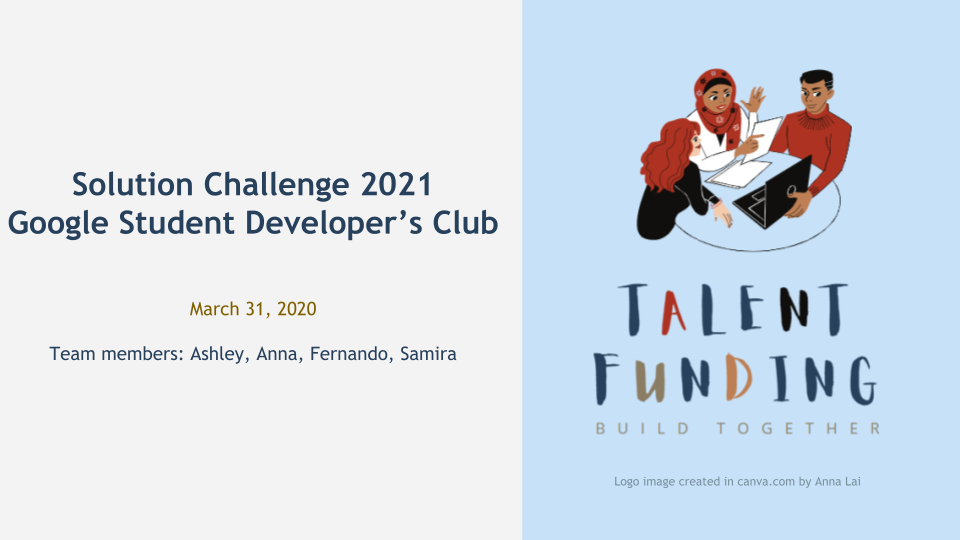 Solution Challenge 2021
Google Student Developer’s Club
March 31, 2020
Team members: Ashley, Anna, Fernando, Samira
TALENT
FUNDING
BUILD TOGETHER
Logo image created in canva.com by Anna Lai